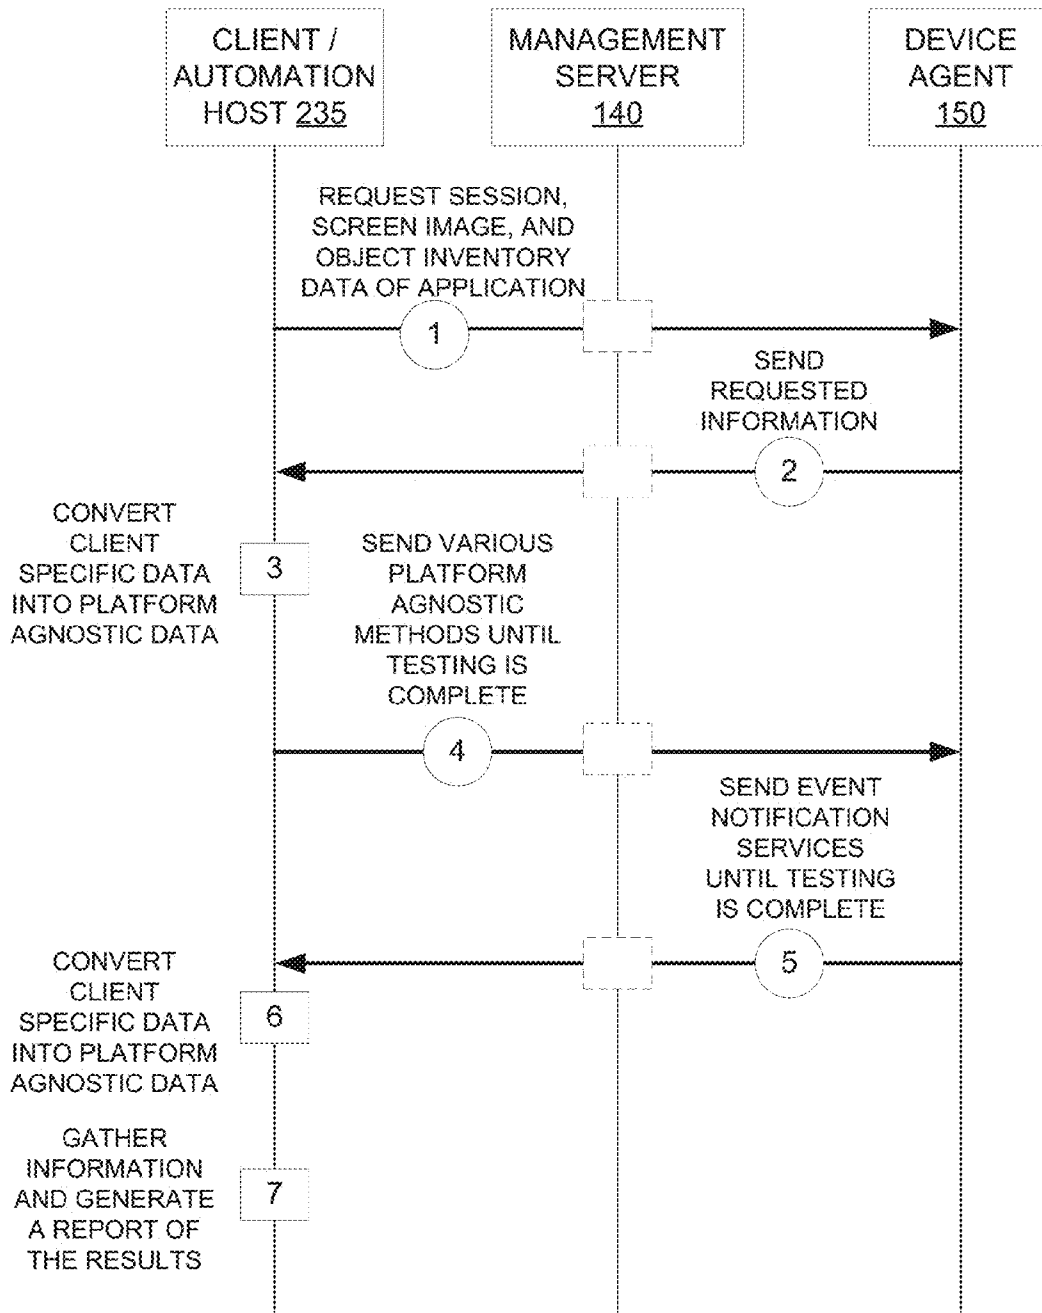 CLIENT /
AUTOMATION
HOST 235
MANAGEMENT
SERVER
140
DEVICE
AGENT
150
REQUEST SESSION,
SCREEN IMAGE, AND
OBJECT INVENTORY
DATA OF APPLICATION
1
SEND
REQUESTED
INFORMATION
2
CONVERT
CLIENT
SPECIFIC DATA
INTO PLATFORM
AGNOSTIC DATA
3
SEND VARIOUS
PLATFORM
AGNOSTIC
METHODS UNTIL
TESTING IS
COMPLETE
4
SEND EVENT
NOTIFICATION
SERVICES
UNTIL TESTING
IS COMPLETE
5
CONVERT
CLIENT
SPECIFIC DATA
INTO PLATFORM
AGNOSTIC DATA
6
GATHER
INFORMATION
AND GENERATE
A REPORT OF
THE RESULTS
7